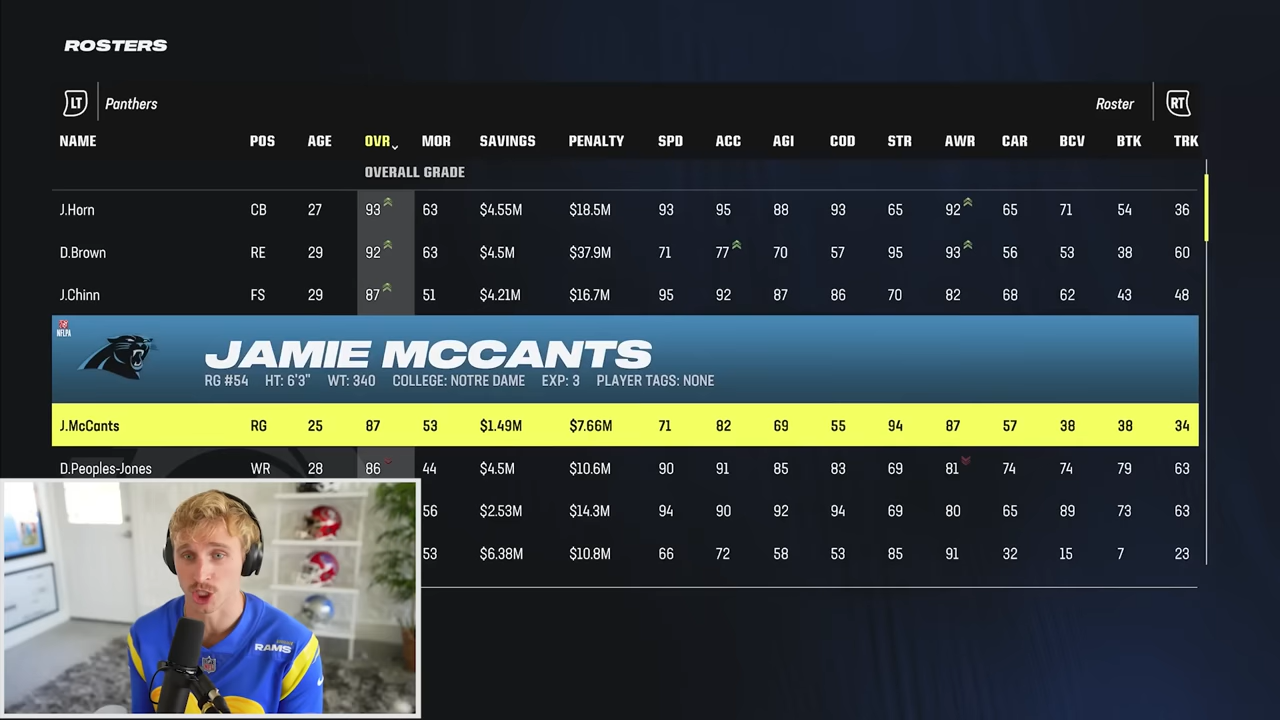 ROSTERS
LT Panthers Roster RT
NAME POS AGE OVR MOR SAVINGS PENALTY SPD ACC AGI COD STR AWR CAR BCV BTK TRK
OVERALL GRADE
J.Horn CB 27 93 63 $4.55M $18.5M 93 95 88 93 65 92 65 71 54 36
D.Brown RE 29 92 63 $4.5M $37.9M 71 77 70 57 95 93 56 53 38 60
J.Chinn FS 29 87 51 $4.21M $16.7M 95 92 87 86 70 82 68 62 43 48
NFLPA
JAMIE MCCANTS
RG #54 HT: 6'3" WT: 340 COLLEGE: NOTRE DAME EXP: 3 PLAYER TAGS: NONE
J.McCants RG 25 87 53 $1.49M $7.66M 71 82 69 55 94 87 57 38 38 34
D.Peoples-Jones WR 28 86 44 $4.5M $10.6M 90 91 85 83 69 81 74 74 79 63
56 $2.53M $14.3M 94 90 92 94 69 80 65 89 73 63
53 $6.38M $10.8M 66 72 58 53 85 91 32 15 7 23
RAMS